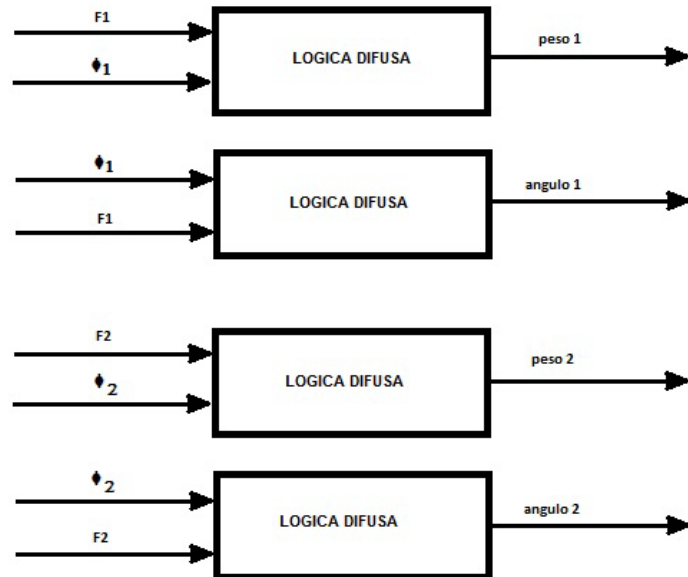 F1
ϕ1
LOGICA DIFUSA
peso 1
ϕ1
F1
LOGICA DIFUSA
angulo 1
F2
ϕ2
LOGICA DIFUSA
peso 2
ϕ2
F2
LOGICA DIFUSA
angulo 2